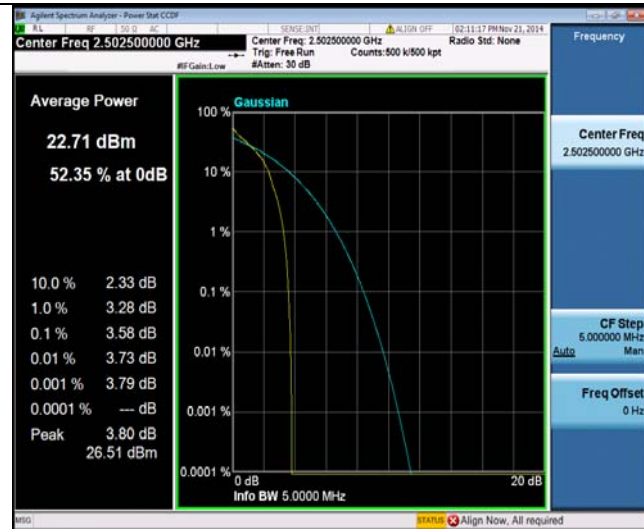 Agilent Spectrum Analyzer - Power Stat CCDF
RL RF 50 Ω AC SENSE:INT ALIGN OFF 02:11:17 PM Nov 21, 2014
Center Freq 2.502500000 GHz
Center Freq: 2.502500000 GHz Radio Std: None
Trig: Free Run Counts:500 k/500 kpt
#IFGain:Low #Atten: 30 dB
Frequency
Average Power
22.71 dBm
52.35 % at 0dB
10.0 % 2.33 dB
1.0 % 3.28 dB
0.1 % 3.58 dB
0.01 % 3.73 dB
0.001 % 3.79 dB
0.0001 % --- dB
Peak 3.80 dB
26.51 dBm
Gaussian
100 %
10 %
1 %
0.1 %
0.01 %
0.001 %
0.0001 %
0 dB 20 dB
Info BW 5.0000 MHz
Center Freq
2.502500000 GHz
CF Step
5.000000 MHz
Auto Man
Freq Offset
0 Hz
MSG STATUS Align Now, All required